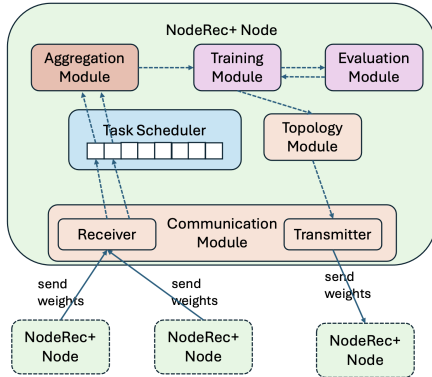 NodeRec+ Node
Aggregation
Module
Training
Module
Evaluation
Module
Task Scheduler
Topology
Module
Communication
Module
Receiver
Transmitter
send
weights
send
weights
send
weights
NodeRec+
Node
NodeRec+
Node
NodeRec+
Node